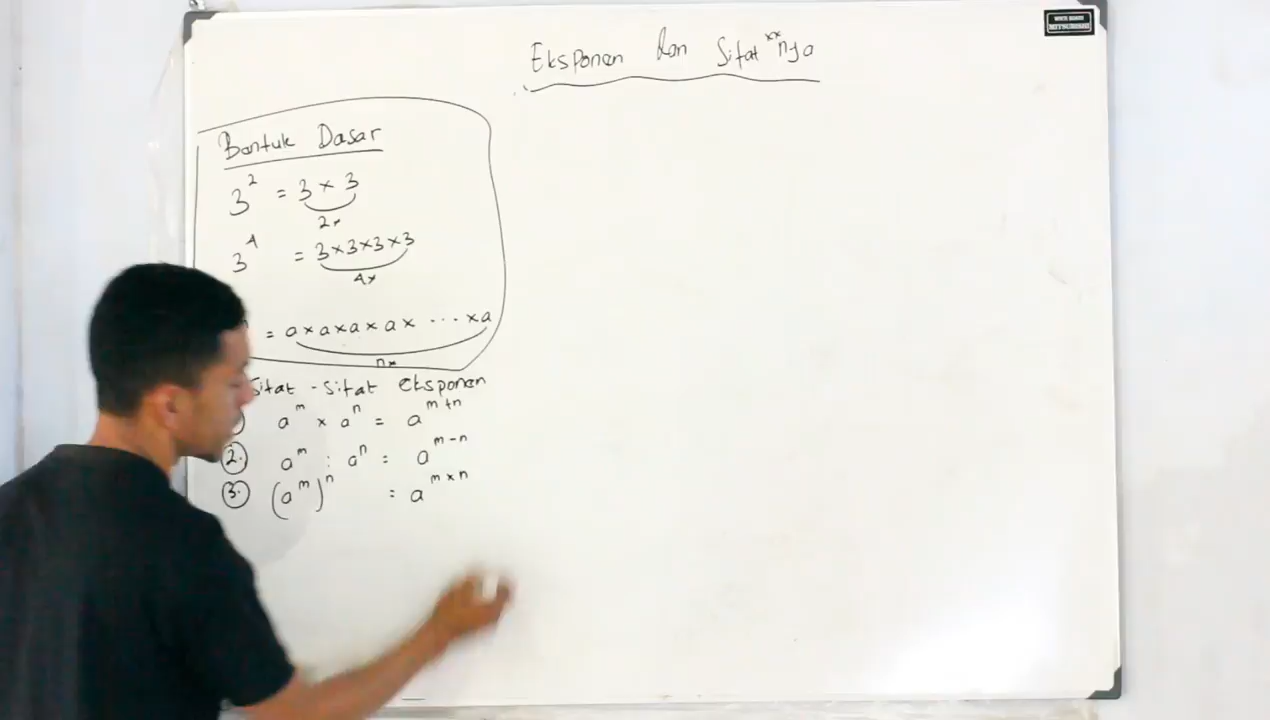 Eksponen dan Sifat ** nya
Bentuk Dasar
3² = 3 × 3
2×
3⁴ = 3×3×3×3
4×
= a×a×a×a× ... ×a
n×
Sifat - Sifat Eksponen
aᵐ × aⁿ = aᵐ⁺ⁿ
2. aᵐ : aⁿ = aᵐ⁻ⁿ
3. (aᵐ)ⁿ = a^(m×n)